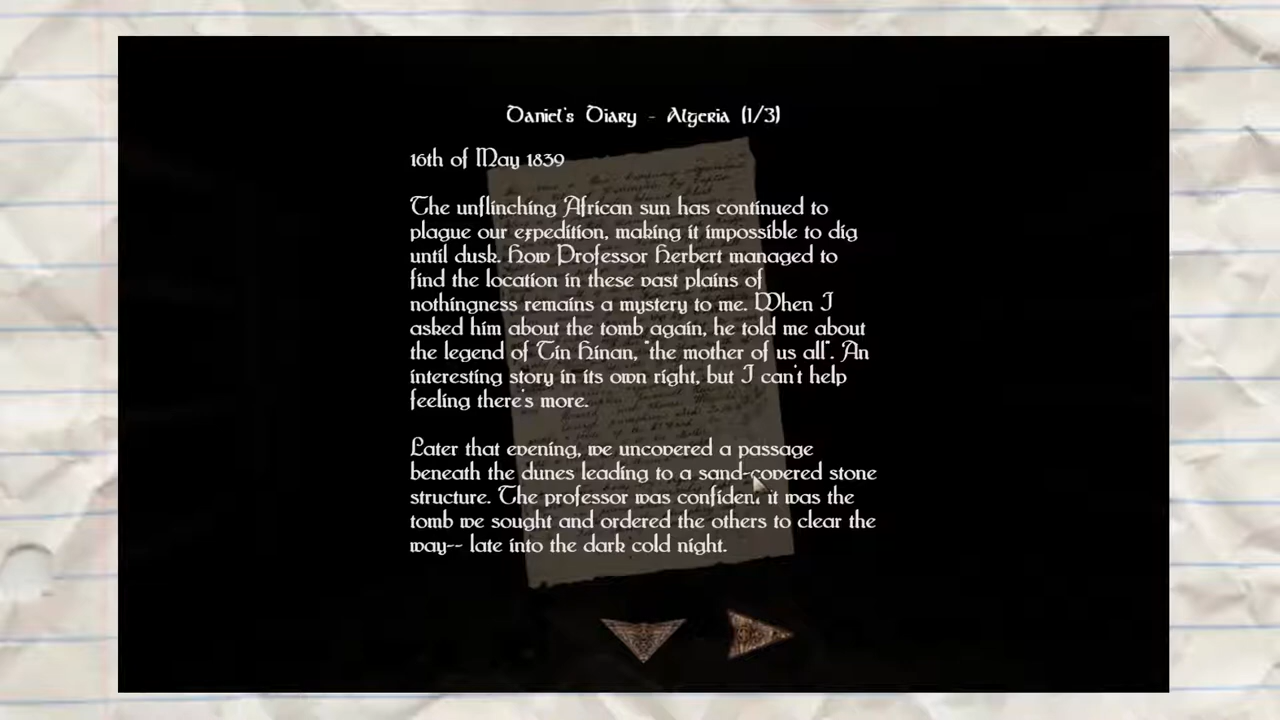 Daniel's Diary - Algeria (1/3)
16th of May 1839
The unflinching African sun has continued to
plague our expedition, making it impossible to dig
until dusk. How Professor Herbert managed to
find the location in these vast plains of
nothingness remains a mystery to me. When I
asked him about the tomb again, he told me about
the legend of Tin Hinan, "the mother of us all". An
interesting story in its own right, but I can't help
feeling there's more.
Later that evening, we uncovered a passage
beneath the dunes leading to a sand-covered stone
structure. The professor was confident it was the
tomb we sought and ordered the others to clear the
way-- late into the dark cold night.